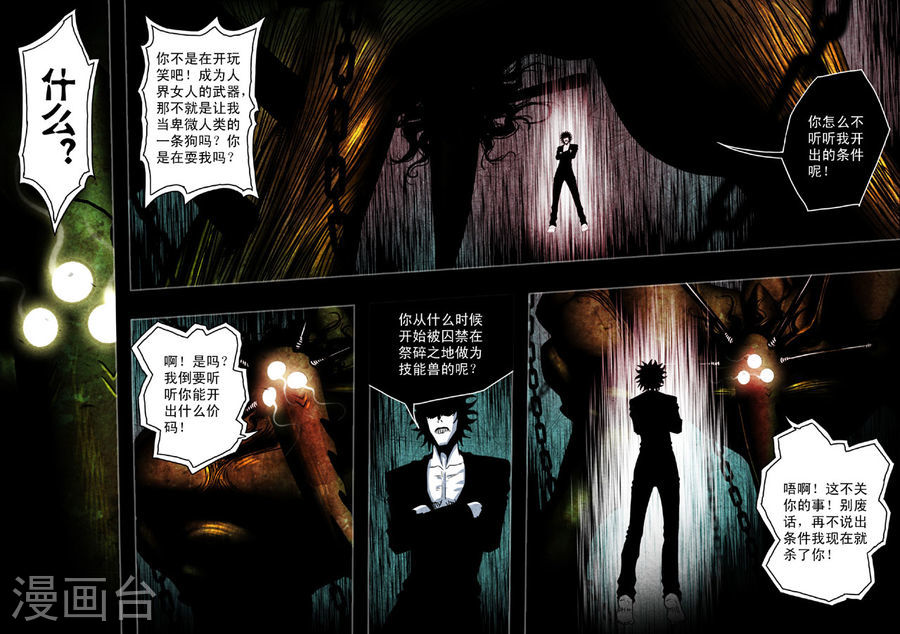 什么？
你不是在开玩
笑吧！成为人
界女人的武器，
那不就是让我
当卑微人类的
一条狗吗？你
是在耍我吗？
你怎么不
听听我开
出的条件
呢！
啊！是吗？
我倒要听
听你能开
出什么价
码！
你从什么时候
开始被囚禁在
祭碎之地做为
技能兽的呢？
唔啊！这不关
你的事！别废
话，再不说出
条件我现在就
杀了你！
漫画台